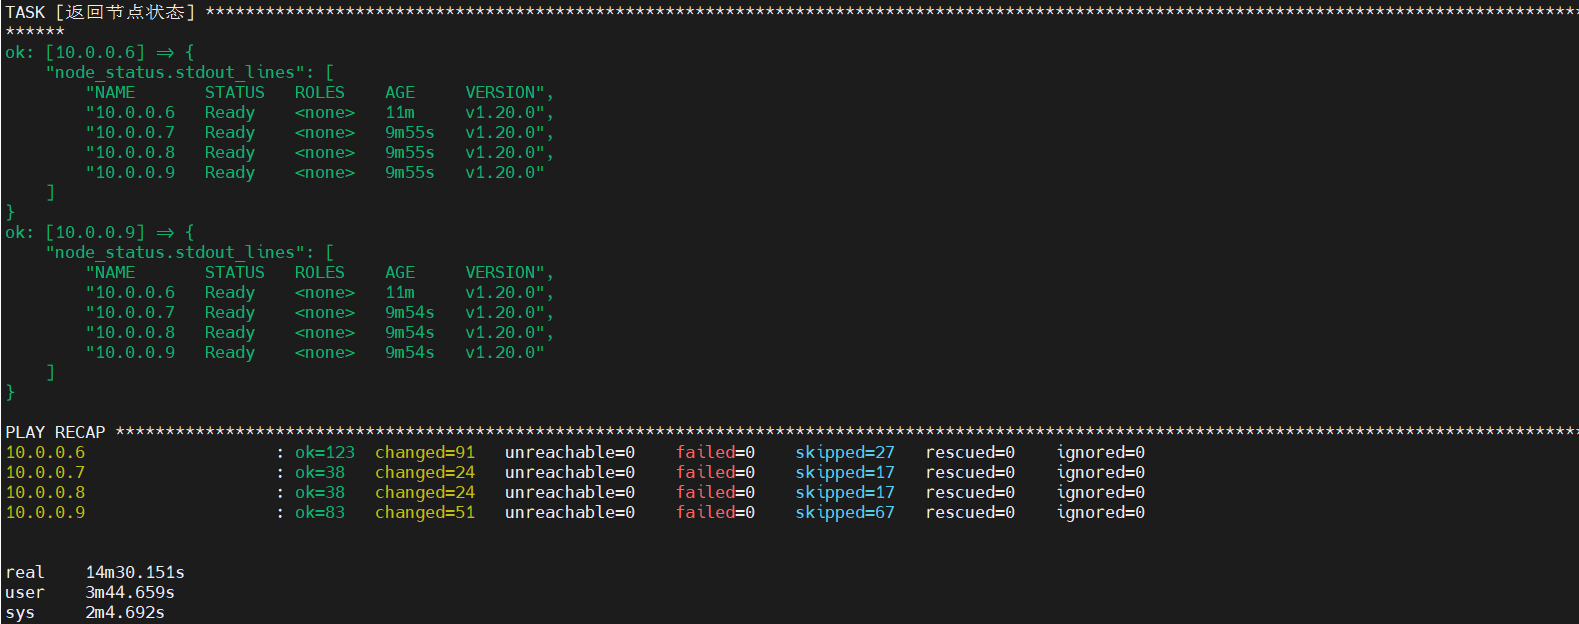 TASK [返回节点状态] ******************************************************************************************************************************************
******
ok: [10.0.0.6] => {
    "node_status.stdout_lines": [
        "NAME       STATUS   ROLES    AGE     VERSION",
        "10.0.0.6   Ready    <none>   11m     v1.20.0",
        "10.0.0.7   Ready    <none>   9m55s   v1.20.0",
        "10.0.0.8   Ready    <none>   9m55s   v1.20.0",
        "10.0.0.9   Ready    <none>   9m55s   v1.20.0"
    ]
}
ok: [10.0.0.9] => {
    "node_status.stdout_lines": [
        "NAME       STATUS   ROLES    AGE     VERSION",
        "10.0.0.6   Ready    <none>   11m     v1.20.0",
        "10.0.0.7   Ready    <none>   9m54s   v1.20.0",
        "10.0.0.8   Ready    <none>   9m54s   v1.20.0",
        "10.0.0.9   Ready    <none>   9m54s   v1.20.0"
    ]
}
PLAY RECAP ***************************************************************************************************************************************************
10.0.0.6                   : ok=123  changed=91   unreachable=0    failed=0    skipped=27   rescued=0    ignored=0
10.0.0.7                   : ok=38   changed=24   unreachable=0    failed=0    skipped=17   rescued=0    ignored=0
10.0.0.8                   : ok=38   changed=24   unreachable=0    failed=0    skipped=17   rescued=0    ignored=0
10.0.0.9                   : ok=83   changed=51   unreachable=0    failed=0    skipped=67   rescued=0    ignored=0
real    14m30.151s
user    3m44.659s
sys     2m4.692s